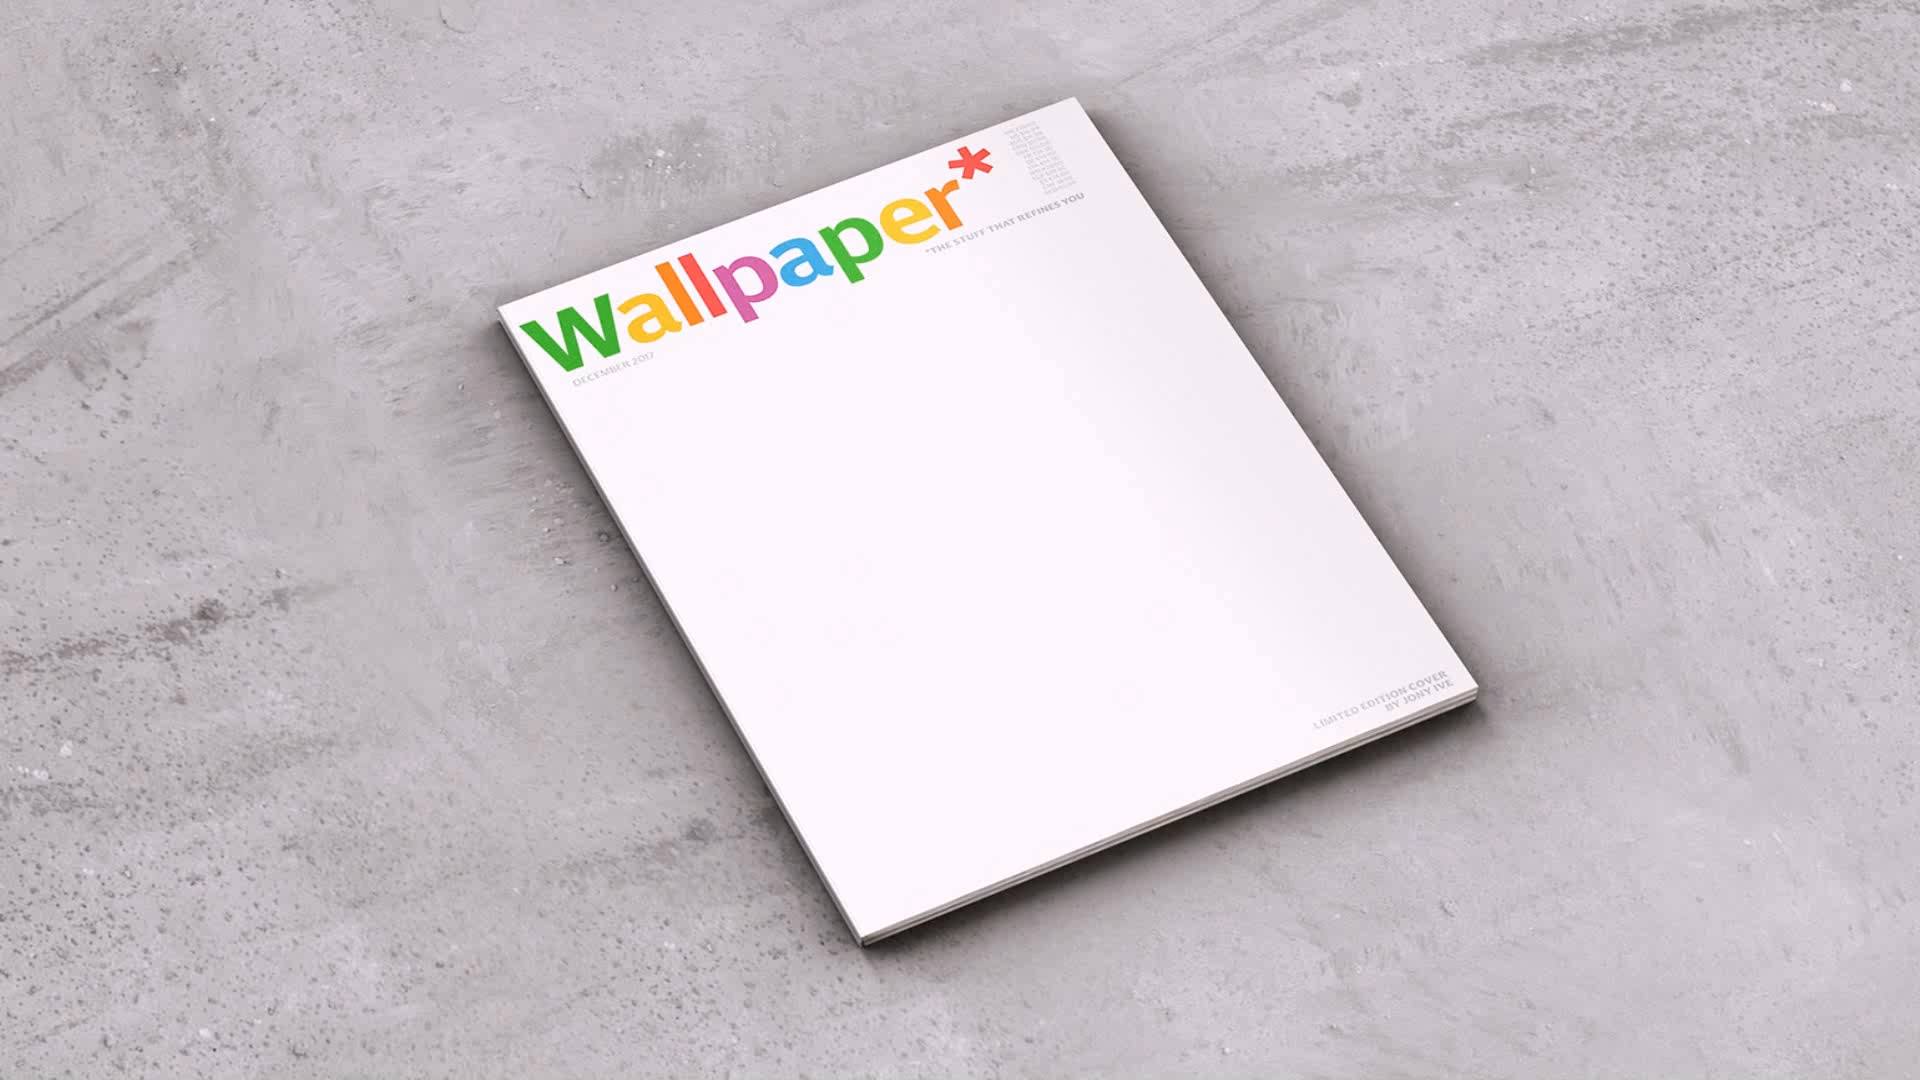 Wallpaper*
*THE STUFF THAT REFINES YOU
DECEMBER 2017
LIMITED EDITION COVER
BY JONY IVE